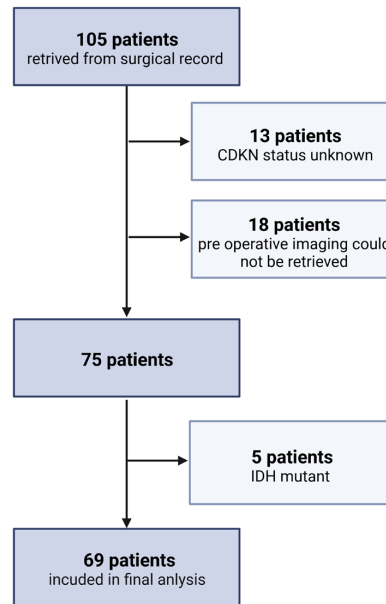 105 patients
retrived from surgical record
13 patients
CDKN status unknown
18 patients
pre operative imaging could
not be retrieved
75 patients
5 patients
IDH mutant
69 patients
incuded in final anlysis